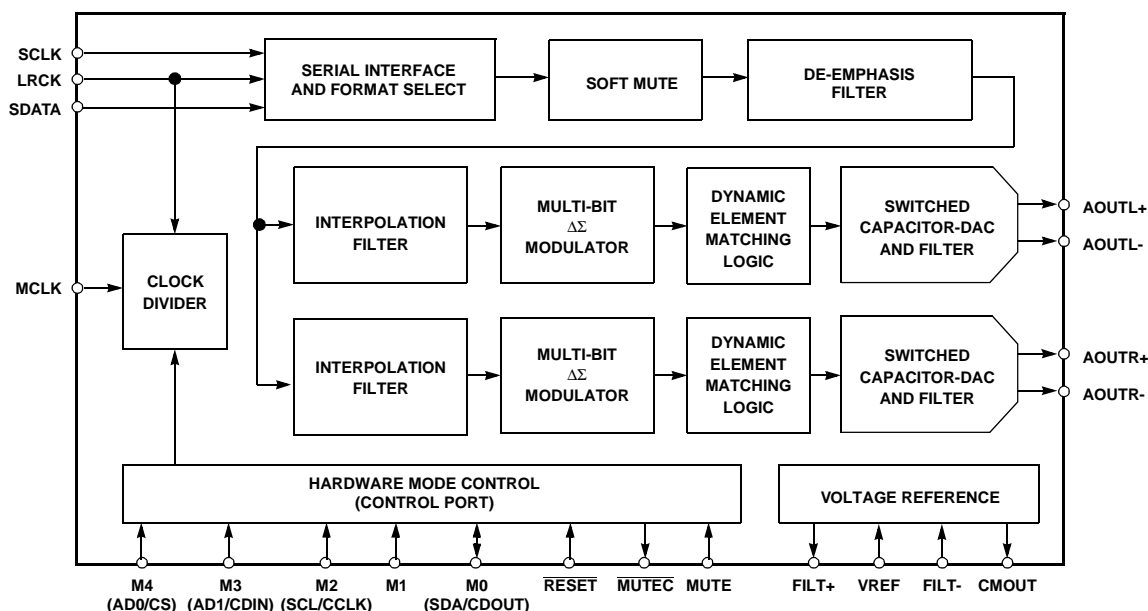 SCLK
LRCK
SDATA
SERIAL INTERFACE
AND FORMAT SELECT
SOFT MUTE
DE-EMPHASIS
FILTER
INTERPOLATION
FILTER
MULTI-BIT
ΔΣ
MODULATOR
DYNAMIC
ELEMENT
MATCHING
LOGIC
SWITCHED
CAPACITOR-DAC
AND FILTER
AOUTL+
AOUTL-
MCLK
CLOCK
DIVIDER
INTERPOLATION
FILTER
MULTI-BIT
ΔΣ
MODULATOR
DYNAMIC
ELEMENT
MATCHING
LOGIC
SWITCHED
CAPACITOR-DAC
AND FILTER
AOUTR+
AOUTR-
HARDWARE MODE CONTROL
(CONTROL PORT)
VOLTAGE REFERENCE
M4
(AD0/CS)
M3
(AD1/CDIN)
M2
(SCL/CCLK)
M1
M0
(SDA/CDOUT)
RESET
MUTEC
MUTE
FILT+
VREF
FILT-
CMOUT